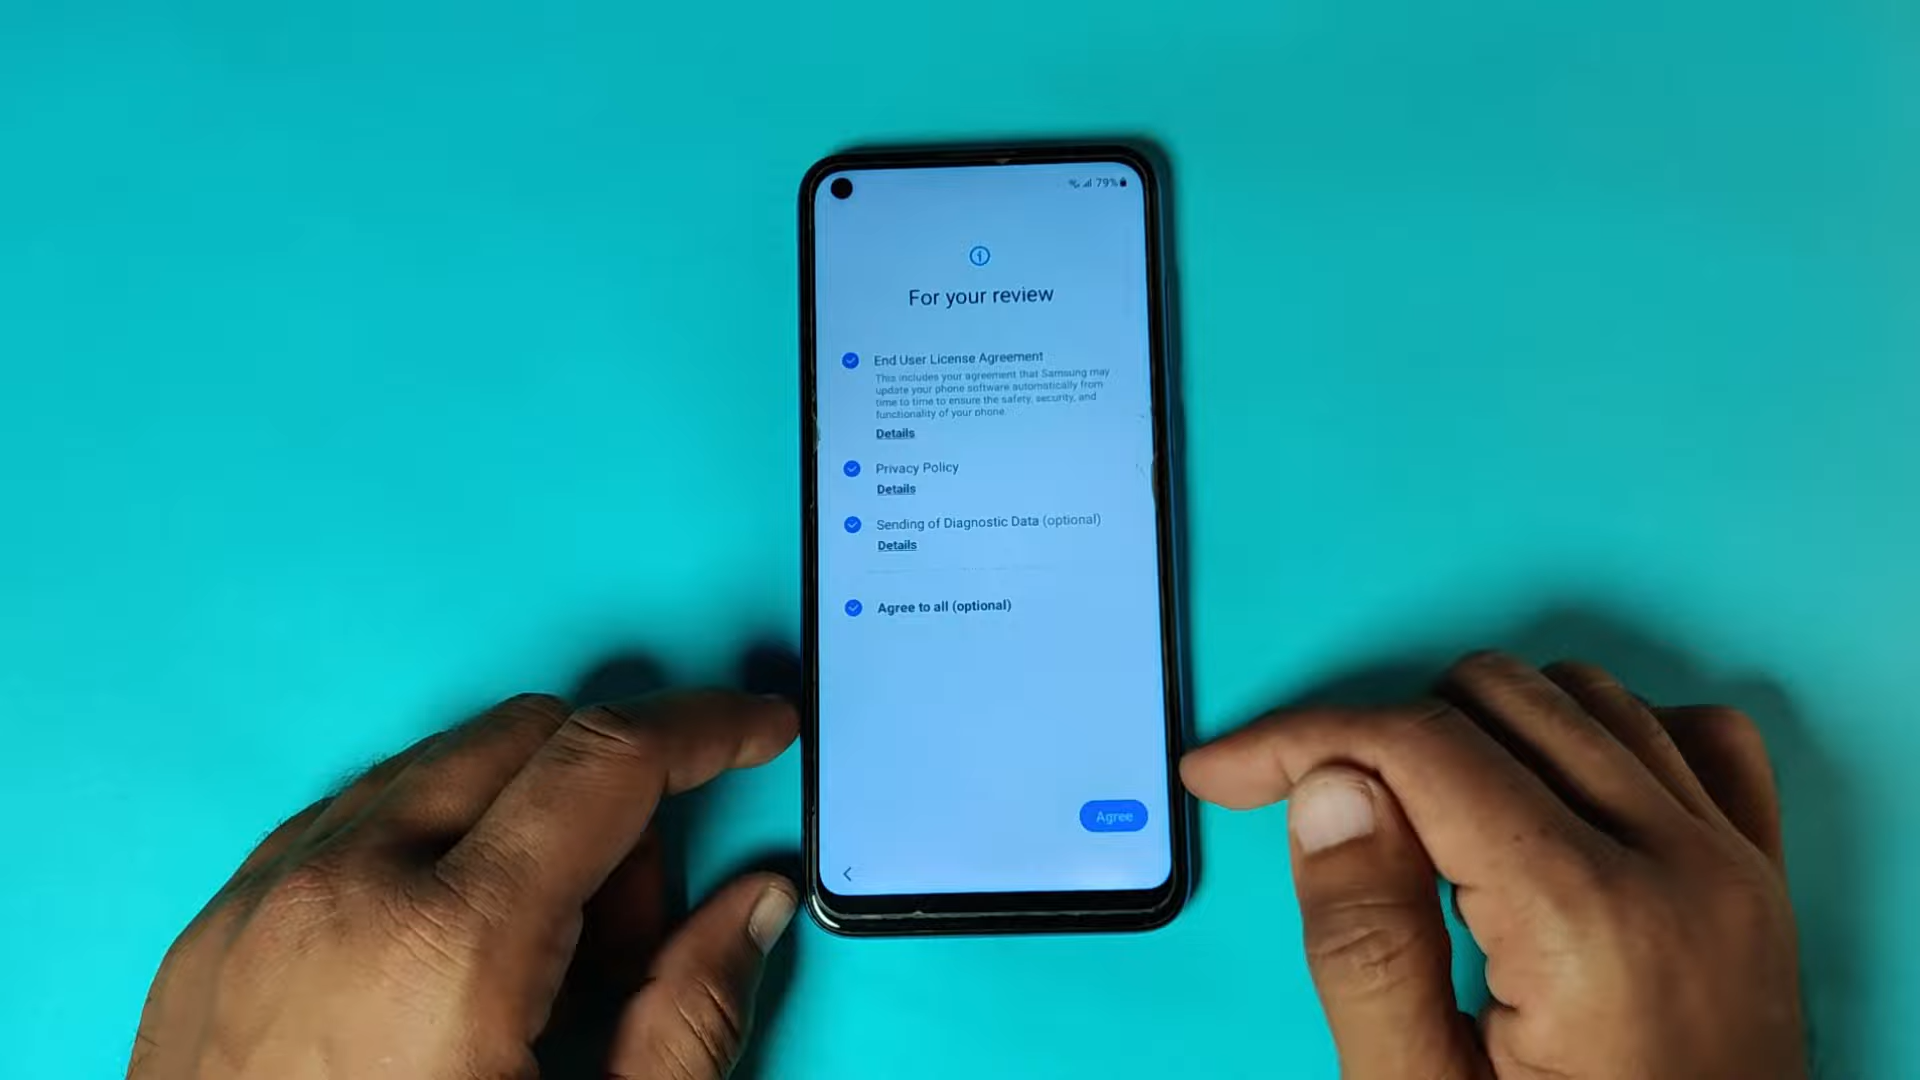 79%
For your review
End User License Agreement
This includes your agreement that Samsung may
update your phone software automatically from
time to time to ensure the safety, security, and
functionality of your phone.
Details
Privacy Policy
Details
Sending of Diagnostic Data (optional)
Details
Agree to all (optional)
Agree